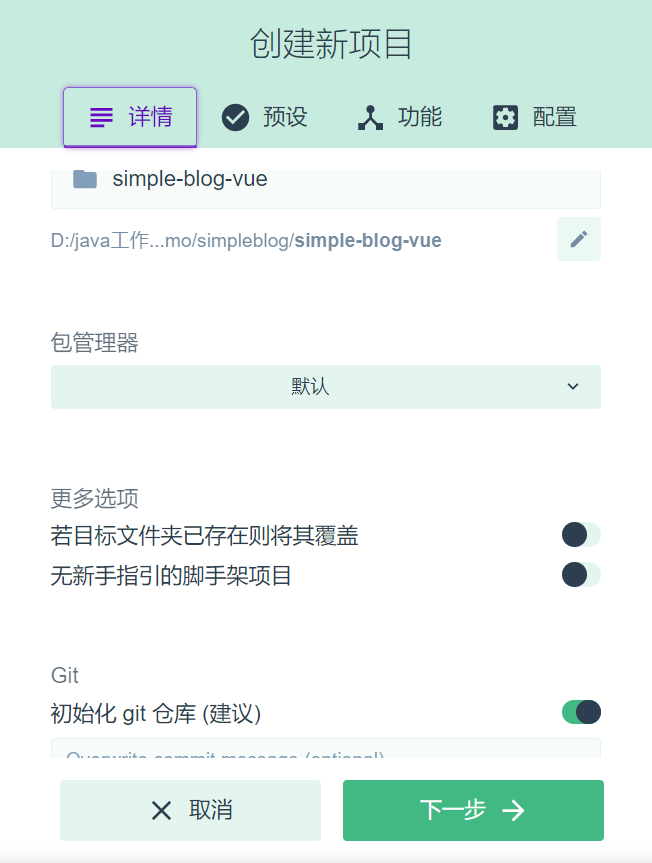 创建新项目
详情 预设 功能 配置
simple-blog-vue
D:/java工作...mo/simpleblog/simple-blog-vue
包管理器
默认
更多选项
若目标文件夹已存在则将其覆盖
无新手指引的脚手架项目
Git
初始化 git 仓库 (建议)
Overwrite commit message (optional)
取消 下一步